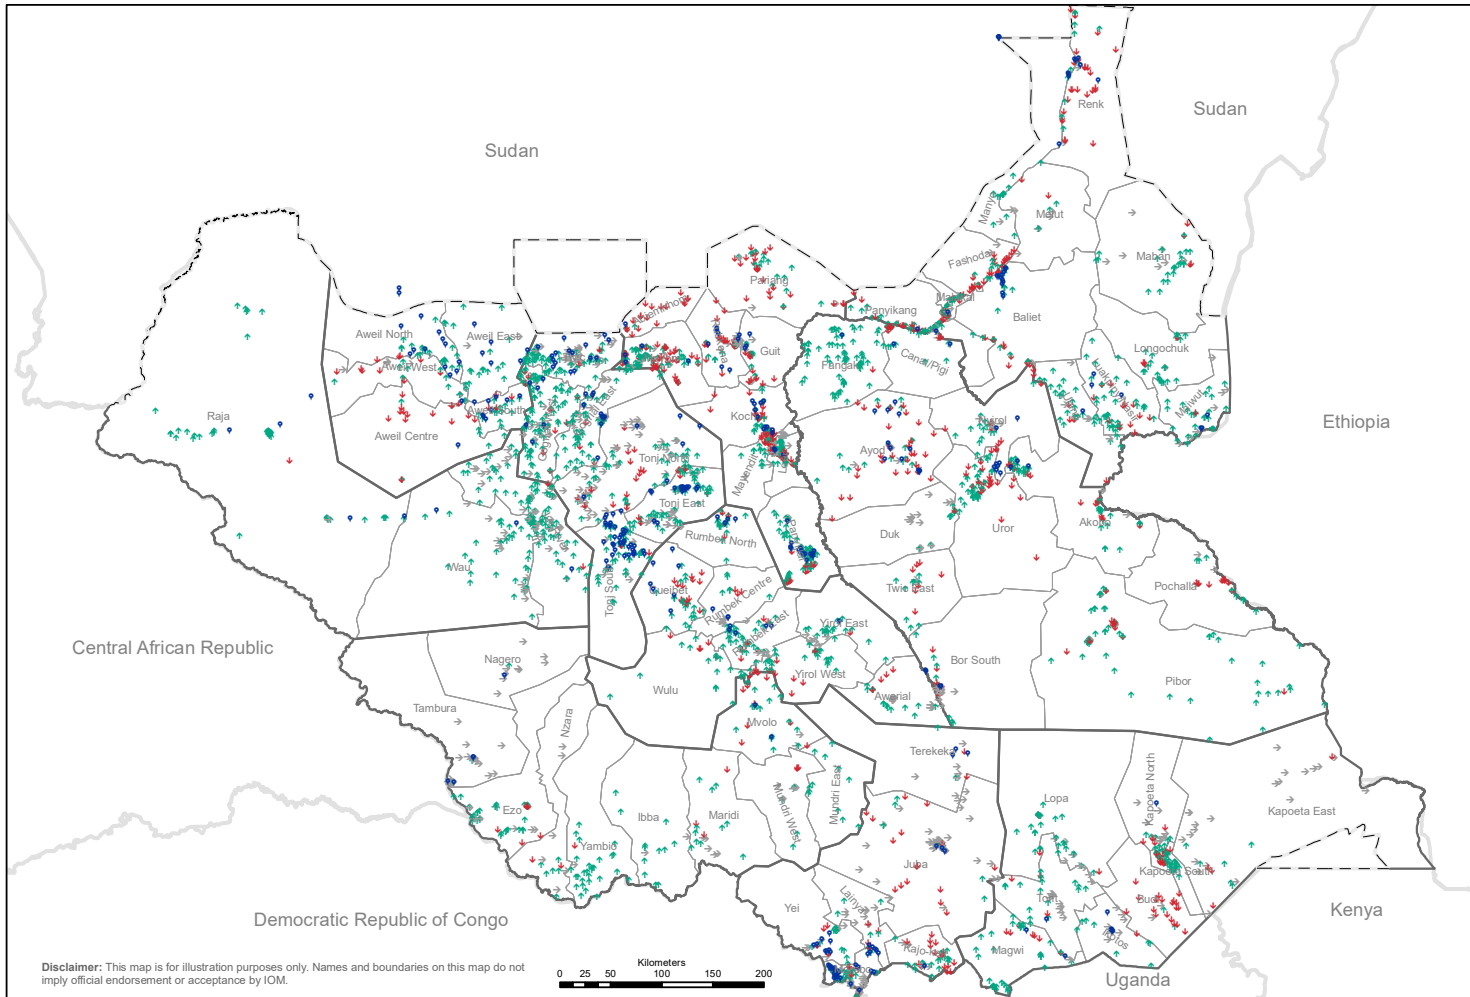 Sudan
Sudan
Renk
Manyo
Melut
Fashoda
Maban
Pariang
Abiemnhom
Panyikang
Malakal
Baliet
Aweil North
Aweil East
Aweil West
Guit
Fangak
Canal/Pigi
Longochuk
Maiwut
Raja
Aweil South
Aweil Centre
Koch
Nyirol
Ayod
Tonj North
Mayendit
Tonj East
Rumbek North
Duk
Uror
Akobo
Ethiopia
Wau
Tonj South
Cueibet
Rumbek Centre
Rumbek East
Twic East
Pochalla
Yirol East
Central African Republic
Nagero
Wulu
Yirol West
Awerial
Bor South
Pibor
Tambura
Nzara
Mvolo
Terekeka
Mundri East
Mundri West
Kapoeta North
Kapoeta East
Lopa
Ezo
Ibba
Maridi
Yambio
Juba
Kapoeta South
Torit
Budi
Lainya
Yei
Ikotos
Kajo-keji
Magwi
Kenya
Democratic Republic of Congo
Uganda
Disclaimer: This map is for illustration purposes only. Names and boundaries on this map do not
imply official endorsement or acceptance by IOM.
Kilometers
0 25 50 100 150 200